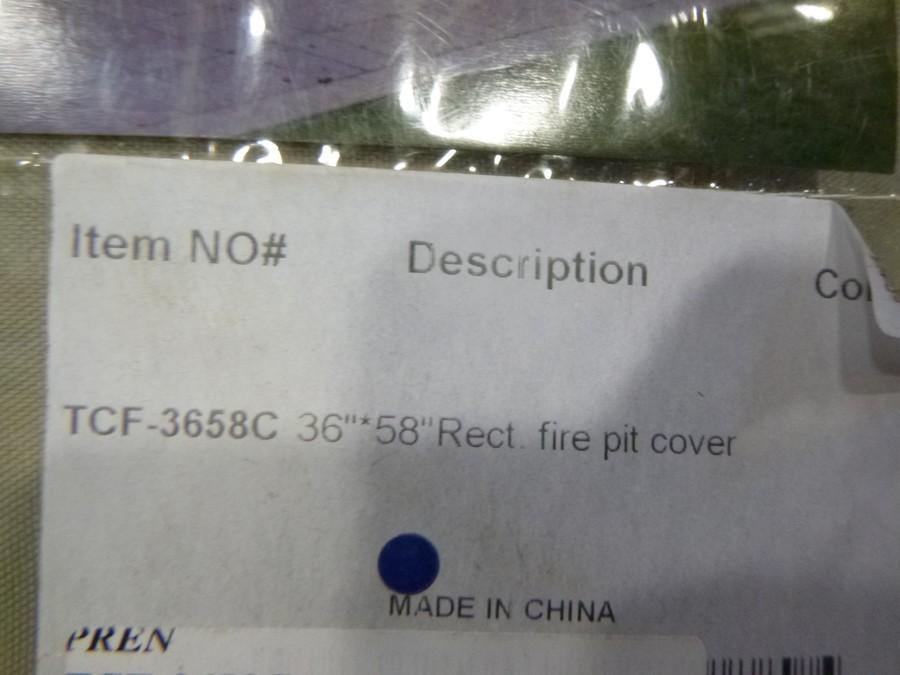 Item NO# Description
TCF-3658C 36"*58"Rect. fire pit cover
MADE IN CHINA
PREN